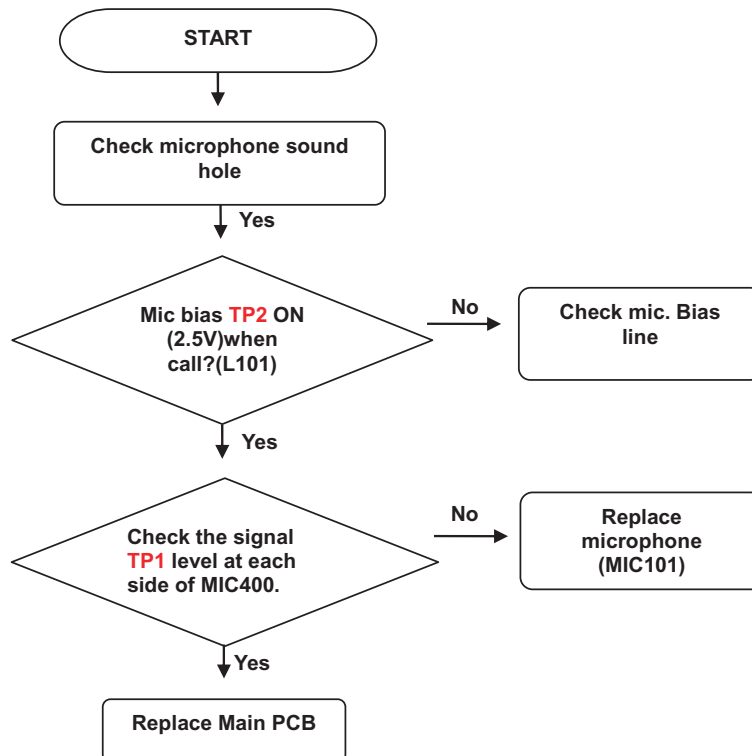 START
Check microphone sound
hole
Yes
Mic bias TP2 ON
(2.5V)when
call?(L101)
No
Check mic. Bias
line
Yes
Check the signal
TP1 level at each
side of MIC400.
No
Replace
microphone
(MIC101)
Yes
Replace Main PCB